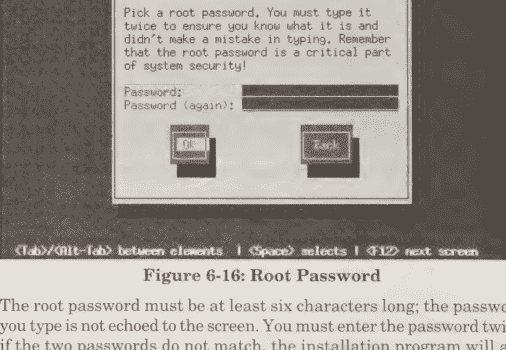 Pick a root password. You must type it
twice to ensure you know what it is and
didn't make a mistake in typing. Remember
that the root password is a critical part
of system security!
Password:
Password (again):
Ok Back
<Tab>/<Alt-Tab> between elements | <Space> selects | <F12> next screen
Figure 6-16: Root Password
The root password must be at least six characters long; the passwo
you type is not echoed to the screen. You must enter the password twi
if the two passwords do not match, the installation program will a